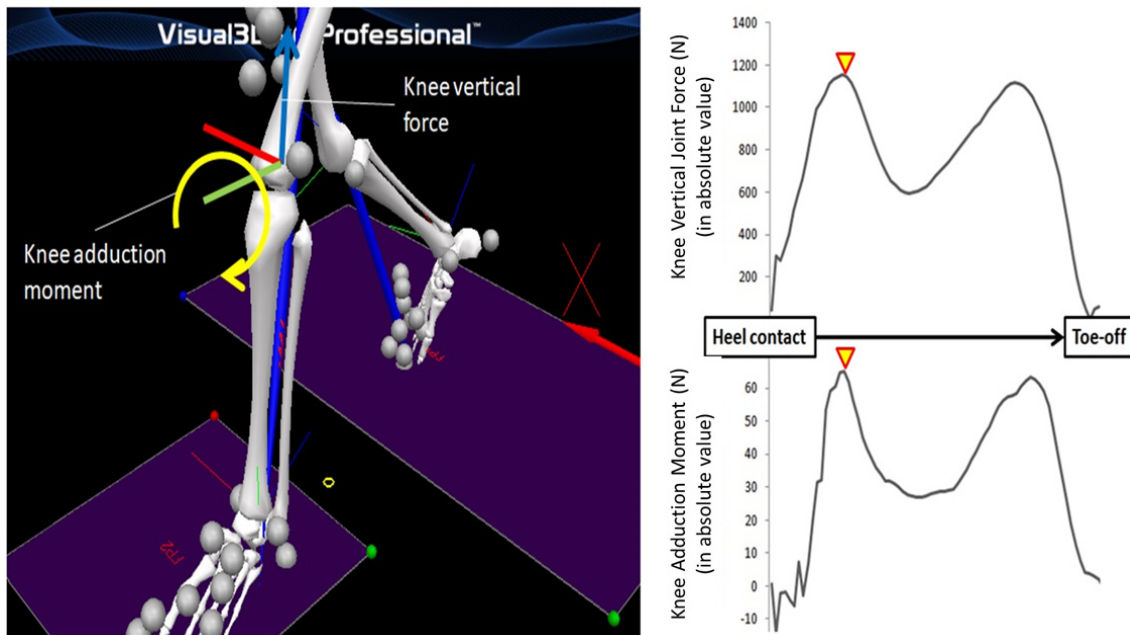 Visual3D Professional™
Knee vertical
force
Knee adduction
moment
FP2
Knee Vertical Joint Force (N)
(in absolute value)
1400
1200
1000
800
600
400
200
Heel contact
Toe-off
Knee Adduction Moment (N)
(in absolute value)
60
50
40
30
20
10
0
-10